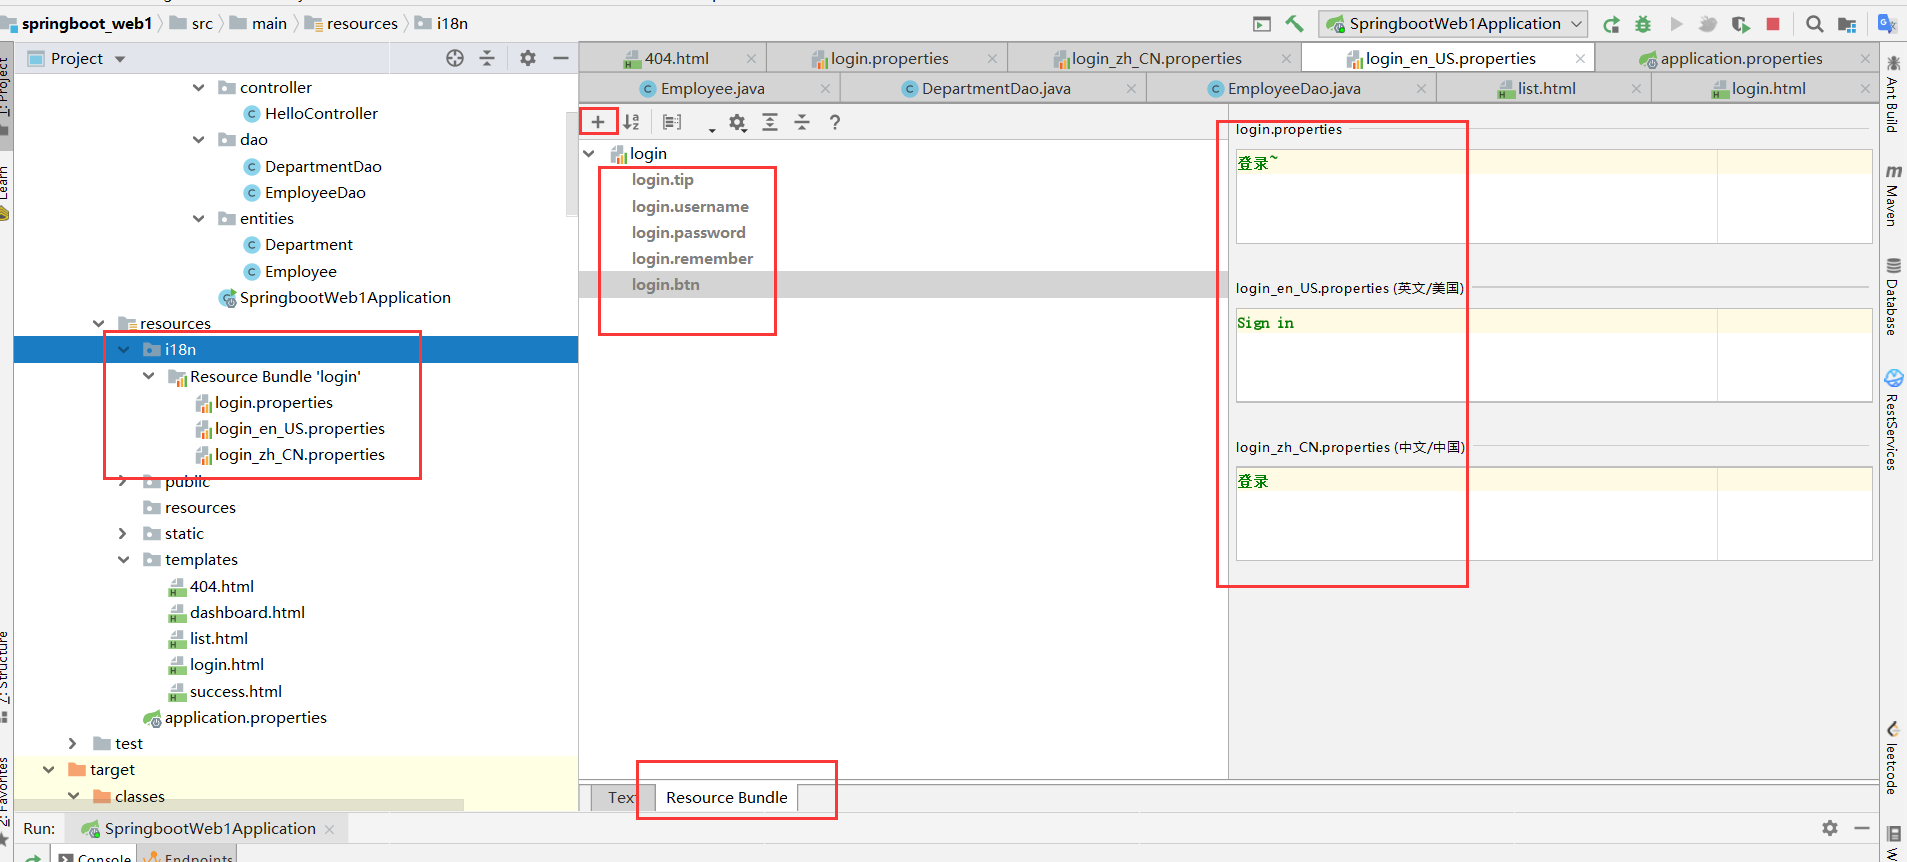 springboot_web1 src main resources i18n
SpringbootWeb1Application
Project
404.html login.properties login_zh_CN.properties login_en_US.properties application.properties
Employee.java DepartmentDao.java EmployeeDao.java list.html login.html
controller
HelloController
dao
DepartmentDao
EmployeeDao
entities
Department
Employee
SpringbootWeb1Application
resources
i18n
Resource Bundle 'login'
login.properties
login_en_US.properties
login_zh_CN.properties
public
resources
static
templates
404.html
dashboard.html
list.html
login.html
success.html
application.properties
test
target
classes
login
login.tip
login.username
login.password
login.remember
login.btn
login.properties
登录~
login_en_US.properties (英文/美国)
Sign in
login_zh_CN.properties (中文/中国)
登录
Text Resource Bundle
Run: SpringbootWeb1Application
Console Endpoints
1: Project
Learn
7: Structure
2: Favorites
Ant Build
Maven
Database
RestServices
leetcode